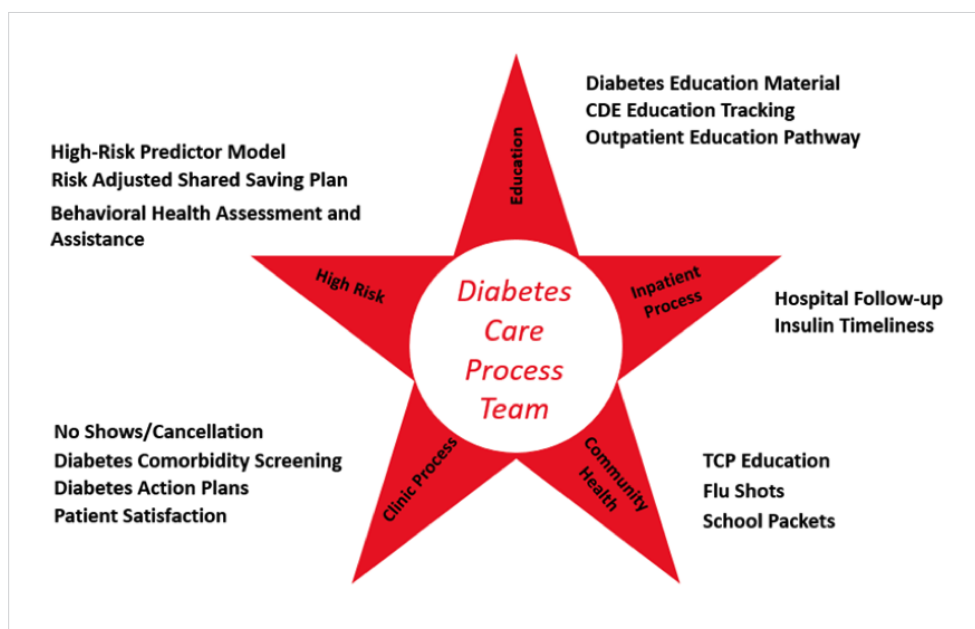 Education
Diabetes Education Material
CDE Education Tracking
Outpatient Education Pathway
High-Risk Predictor Model
Risk Adjusted Shared Saving Plan
Behavioral Health Assessment and
Assistance
High Risk
Diabetes
Care
Process
Team
Inpatient
Process
Hospital Follow-up
Insulin Timeliness
No Shows/Cancellation
Diabetes Comorbidity Screening
Diabetes Action Plans
Patient Satisfaction
Clinic Process
Community
Health
TCP Education
Flu Shots
School Packets